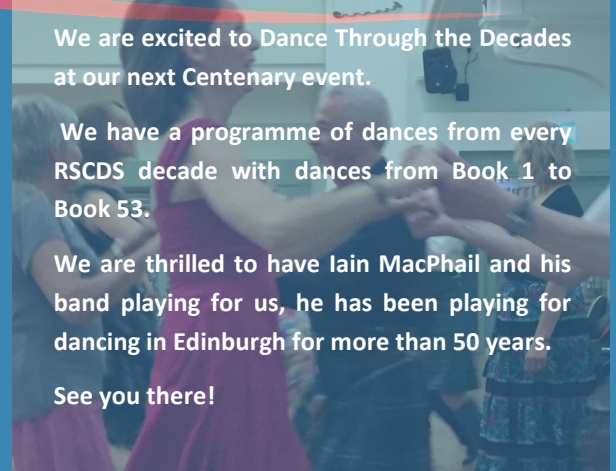 We are excited to Dance Through the Decades
at our next Centenary event.
We have a programme of dances from every
RSCDS decade with dances from Book 1 to
Book 53.
We are thrilled to have Iain MacPhail and his
band playing for us, he has been playing for
dancing in Edinburgh for more than 50 years.
See you there!